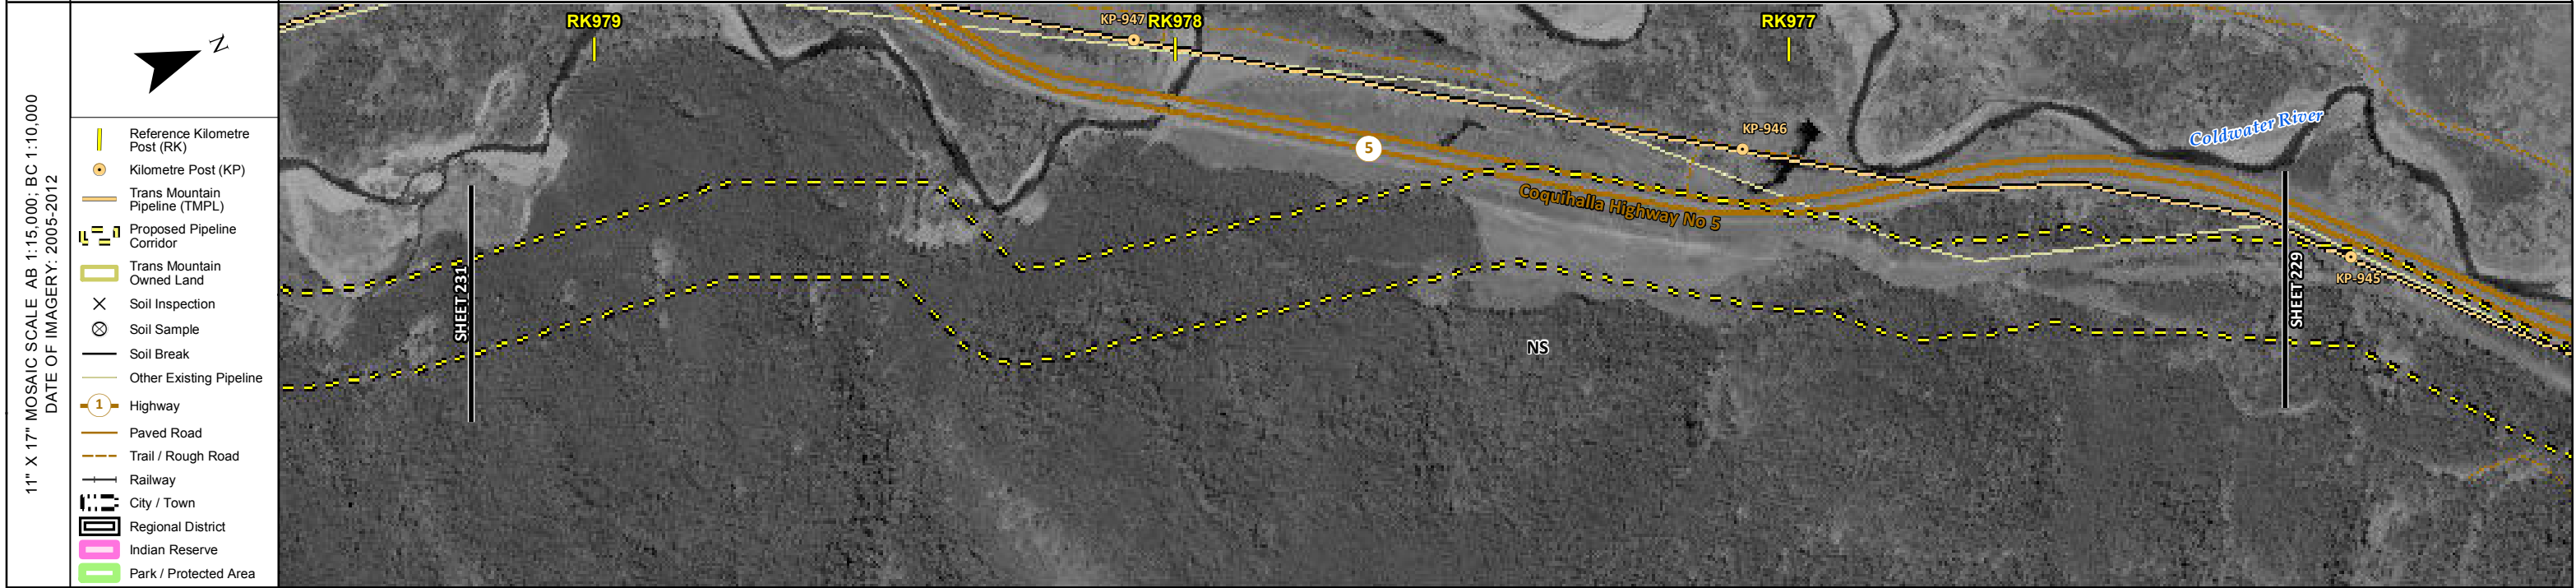 11" X 17" MOSAIC SCALE AB 1:15,000; BC 1:10,000
DATE OF IMAGERY: 2005-2012
N
Reference Kilometre
Post (RK)
Kilometre Post (KP)
Trans Mountain
Pipeline (TMPL)
Proposed Pipeline
Corridor
Trans Mountain
Owned Land
Soil Inspection
Soil Sample
Soil Break
Other Existing Pipeline
1
Highway
Paved Road
Trail / Rough Road
Railway
City / Town
Regional District
Indian Reserve
Park / Protected Area
RK979
KP-947
RK978
RK977
KP-946
Coldwater River
5
Coquihalla Highway No 5
SHEET 231
SHEET 229
KP-945
NS